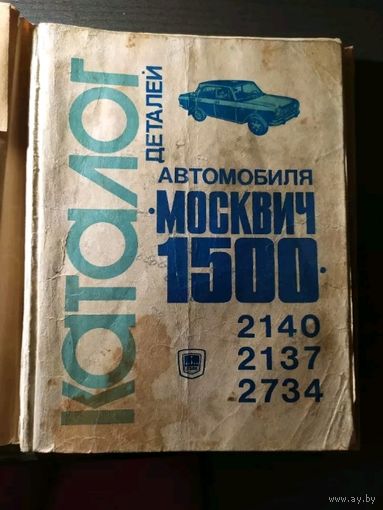 каталог
ДЕТАЛЕЙ
АВТОМОБИЛЯ
·МОСКВИЧ
1500·
2140
2137
2734
www.ay.by